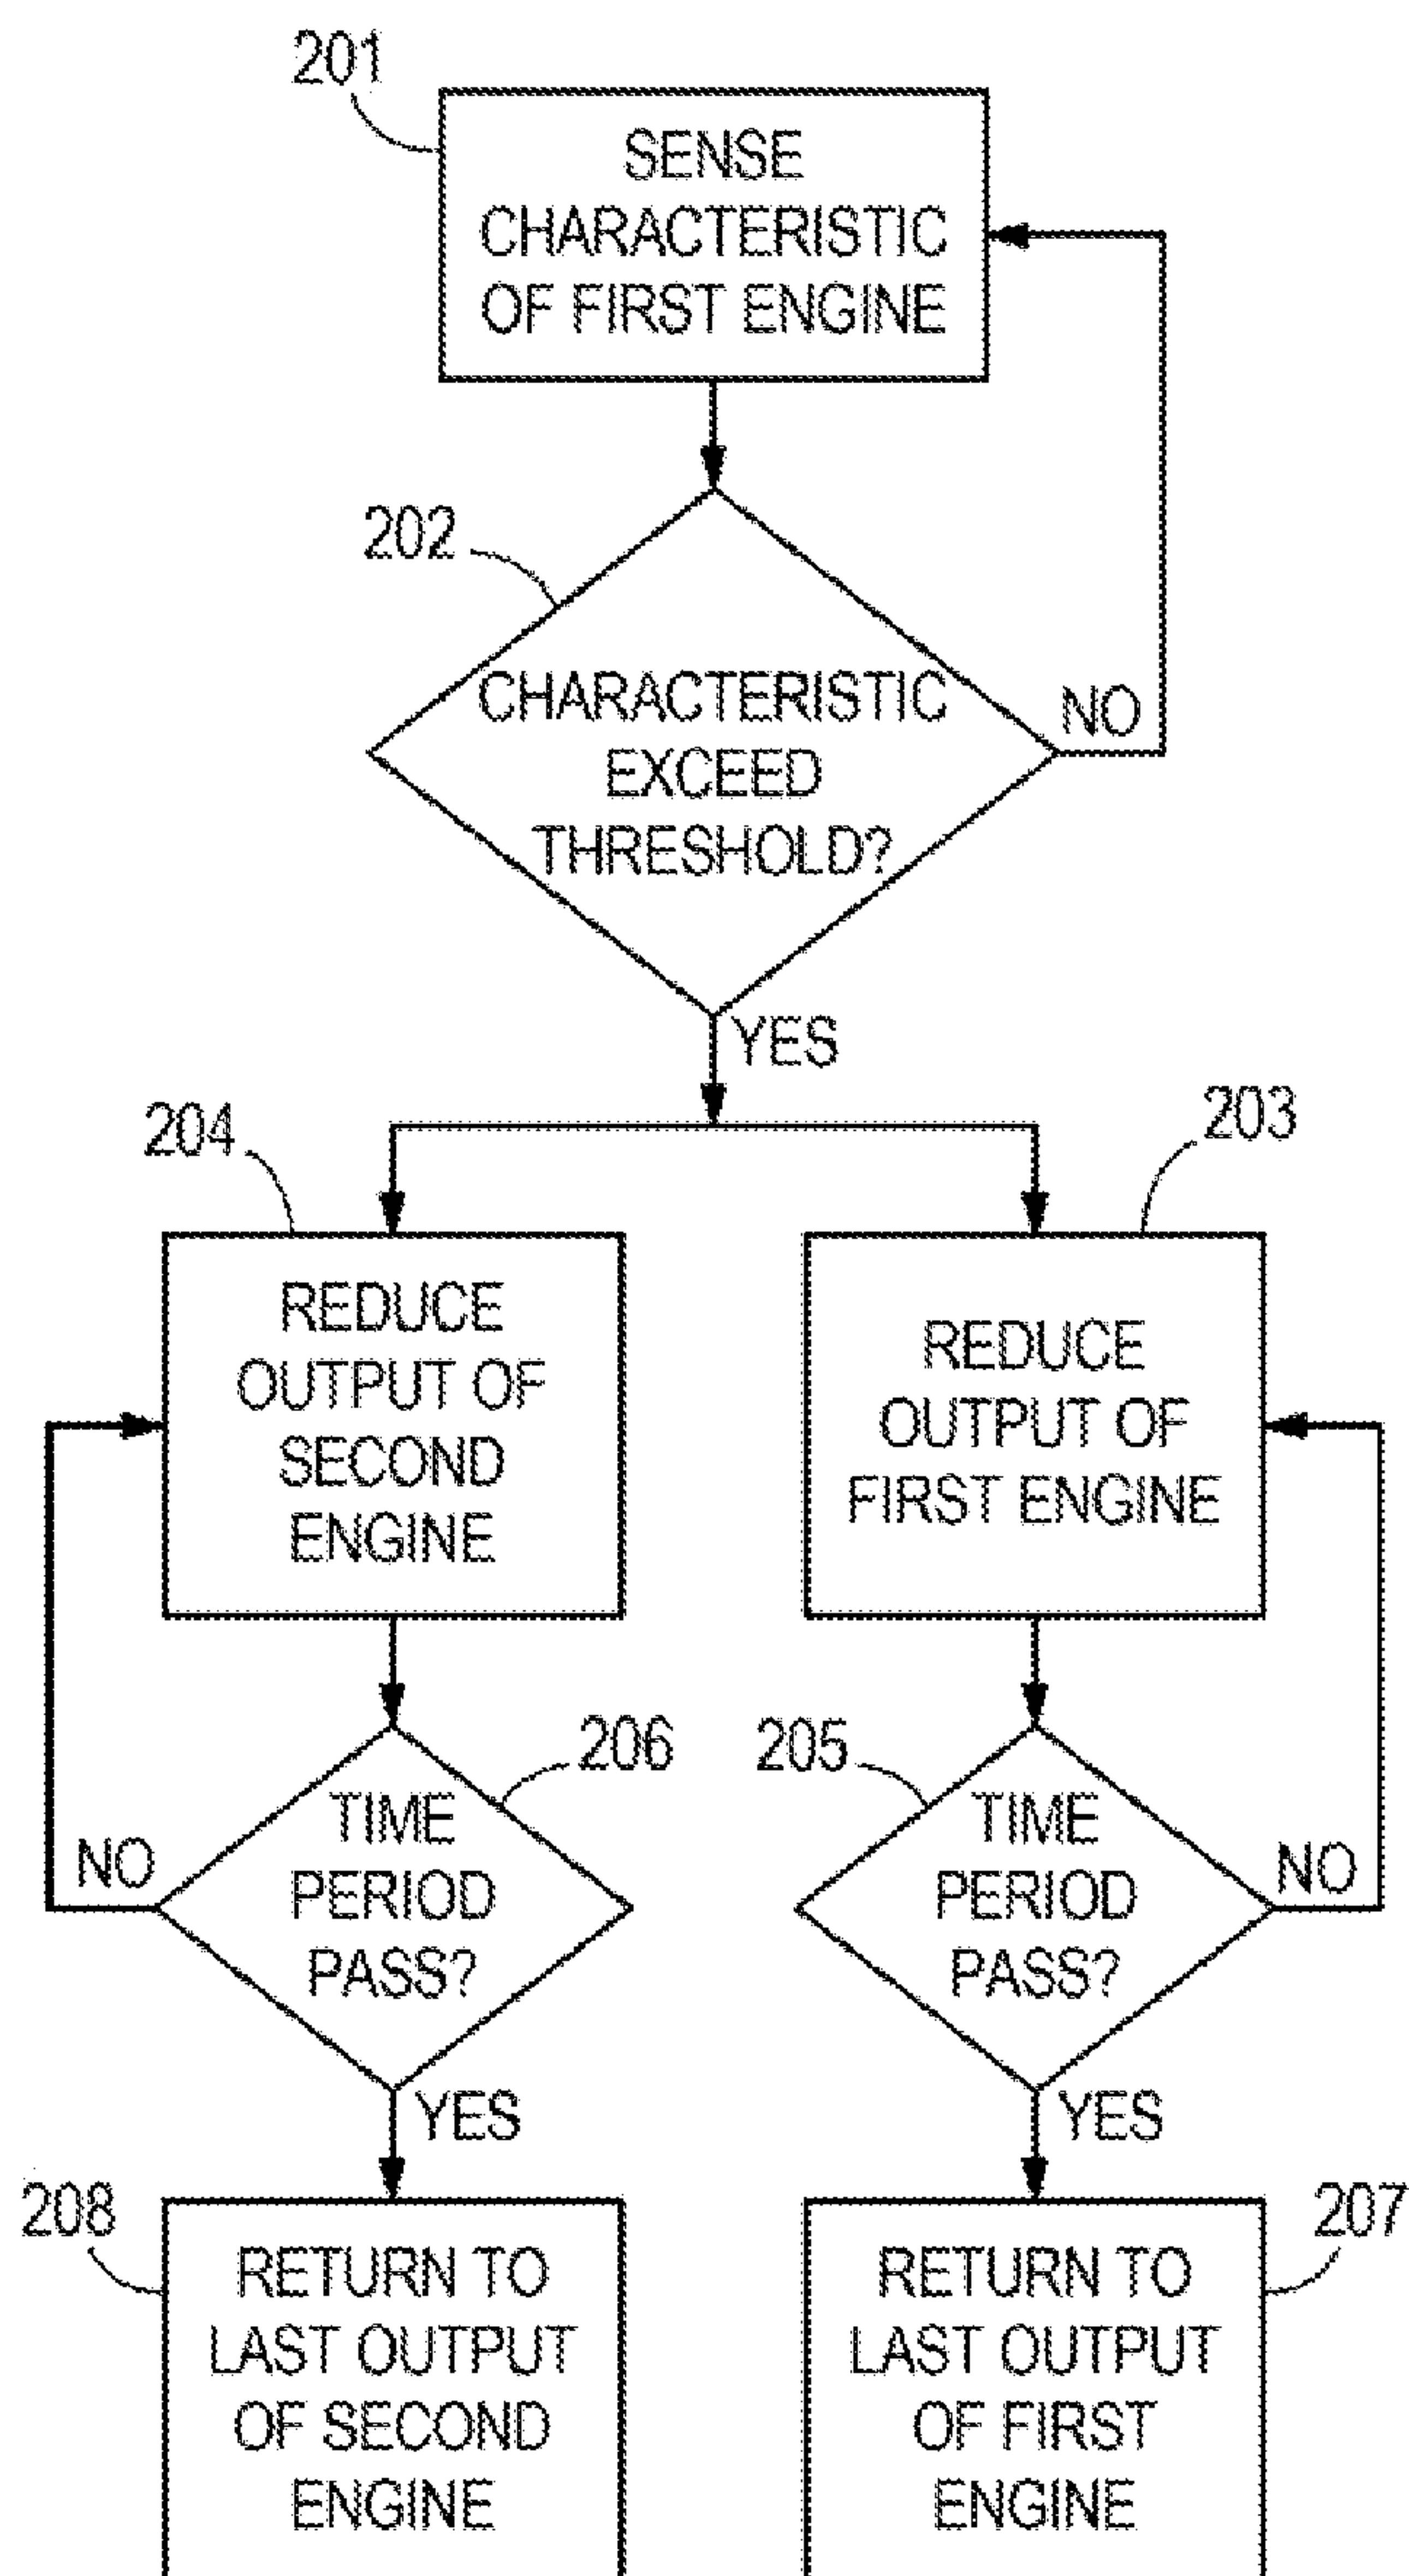 201
SENSE
CHARACTERISTIC
OF FIRST ENGINE
202
CHARACTERISTIC
EXCEED
THRESHOLD?
NO
YES
204
203
REDUCE
OUTPUT OF
SECOND
ENGINE
REDUCE
OUTPUT OF
FIRST ENGINE
206
TIME
PERIOD
PASS?
NO
YES
205
TIME
PERIOD
PASS?
NO
YES
208
RETURN TO
LAST OUTPUT
OF SECOND
ENGINE
207
RETURN TO
LAST OUTPUT
OF FIRST
ENGINE